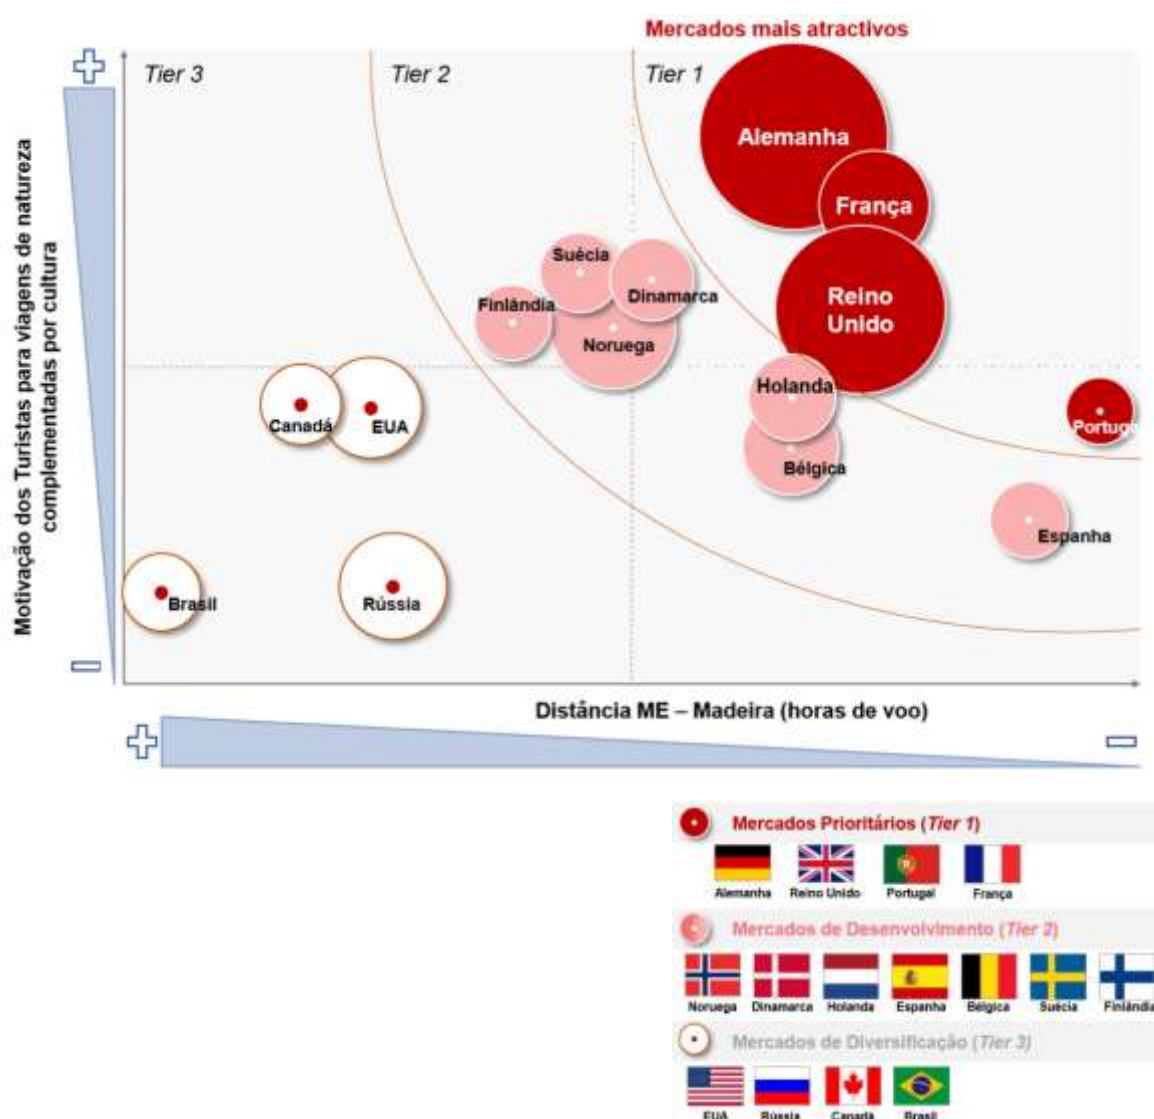 Mercados mais atractivos
Tier 3
Tier 2
Tier 1
Alemanha
França
Suécia
Dinamarca
Finlândia
Noruega
Reino
Unido
Holanda
Canadá
EUA
Portugal
Bélgica
Espanha
Brasil
Rússia
Motivação dos Turistas para viagens de natureza
complementadas por cultura
Distância ME – Madeira (horas de voo)
Mercados Prioritários (Tier 1)
Alemanha Reino Unido Portugal França
Mercados de Desenvolvimento (Tier 2)
Noruega Dinamarca Holanda Espanha Bélgica Suécia Finlândia
Mercados de Diversificação (Tier 3)
EUA Rússia Canadá Brasil